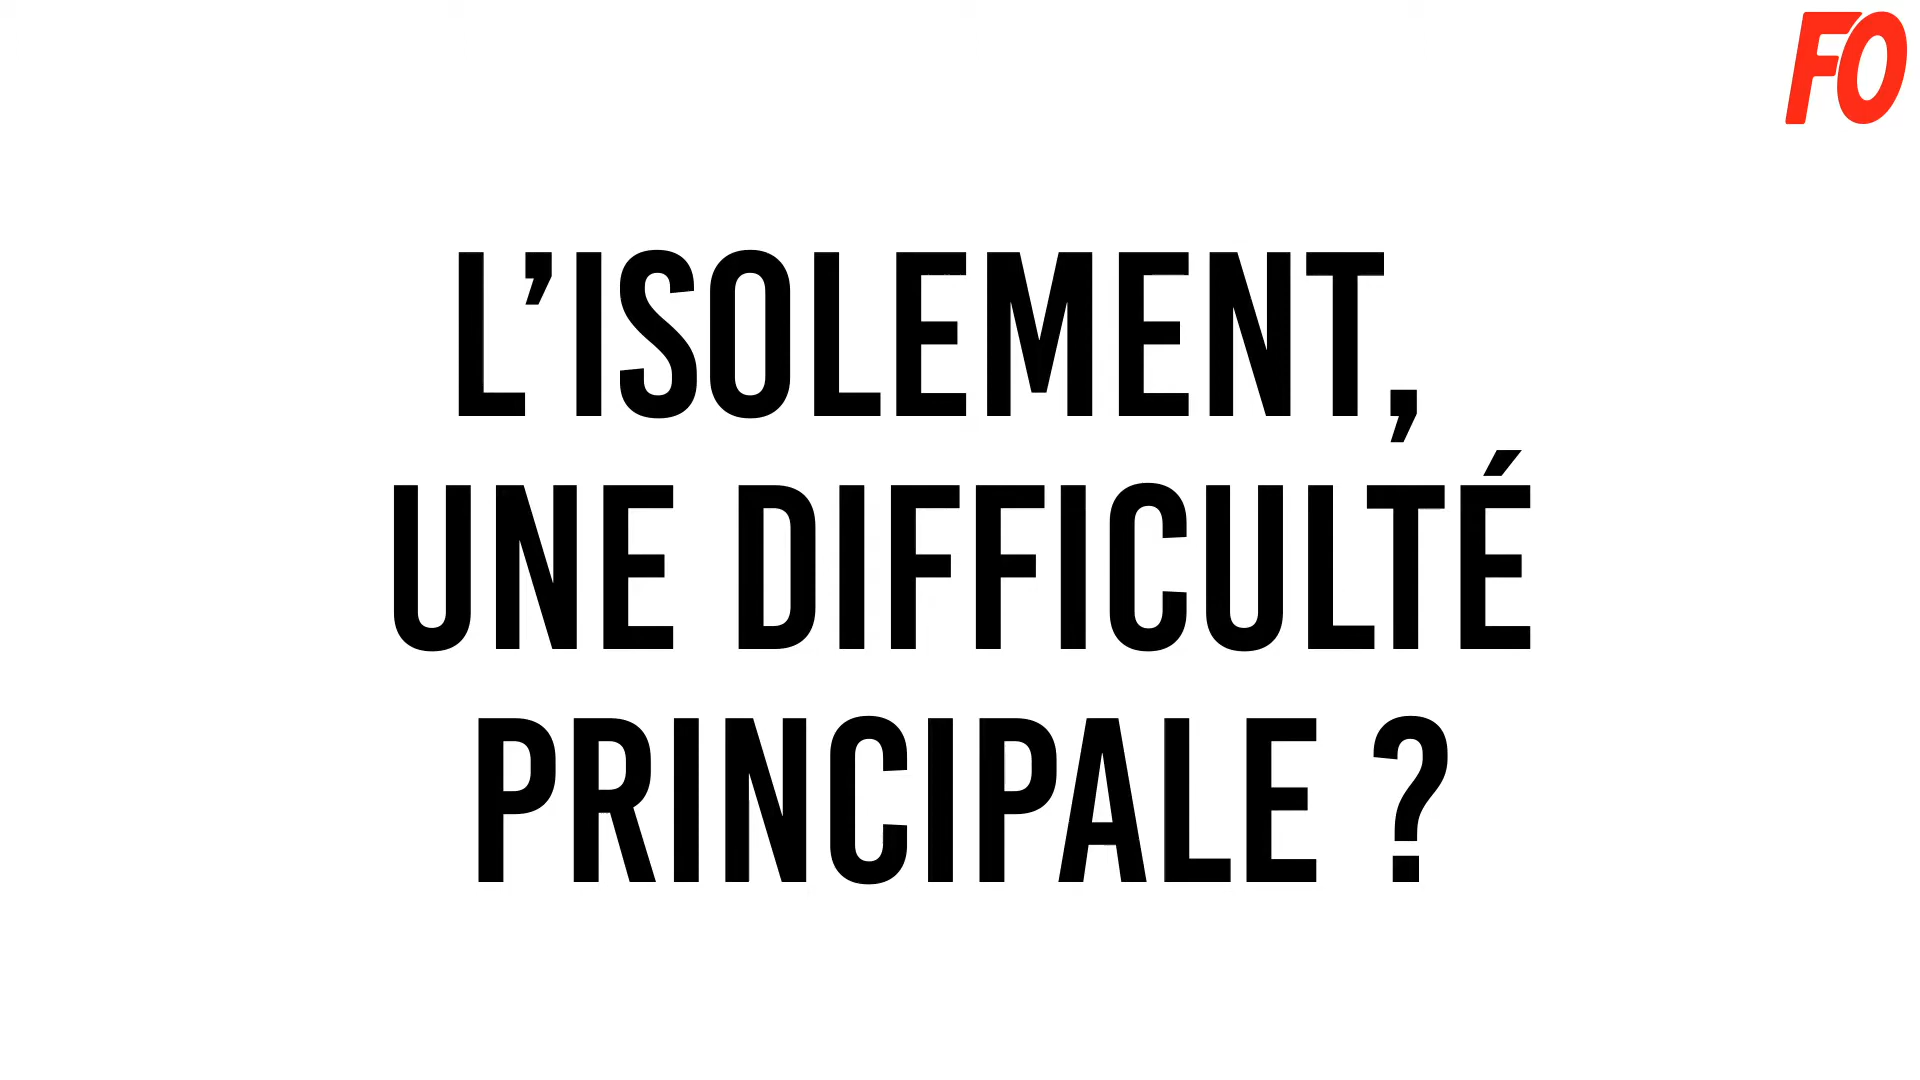 FO
L’ISOLEMENT,
UNE DIFFICULTÉ
PRINCIPALE ?